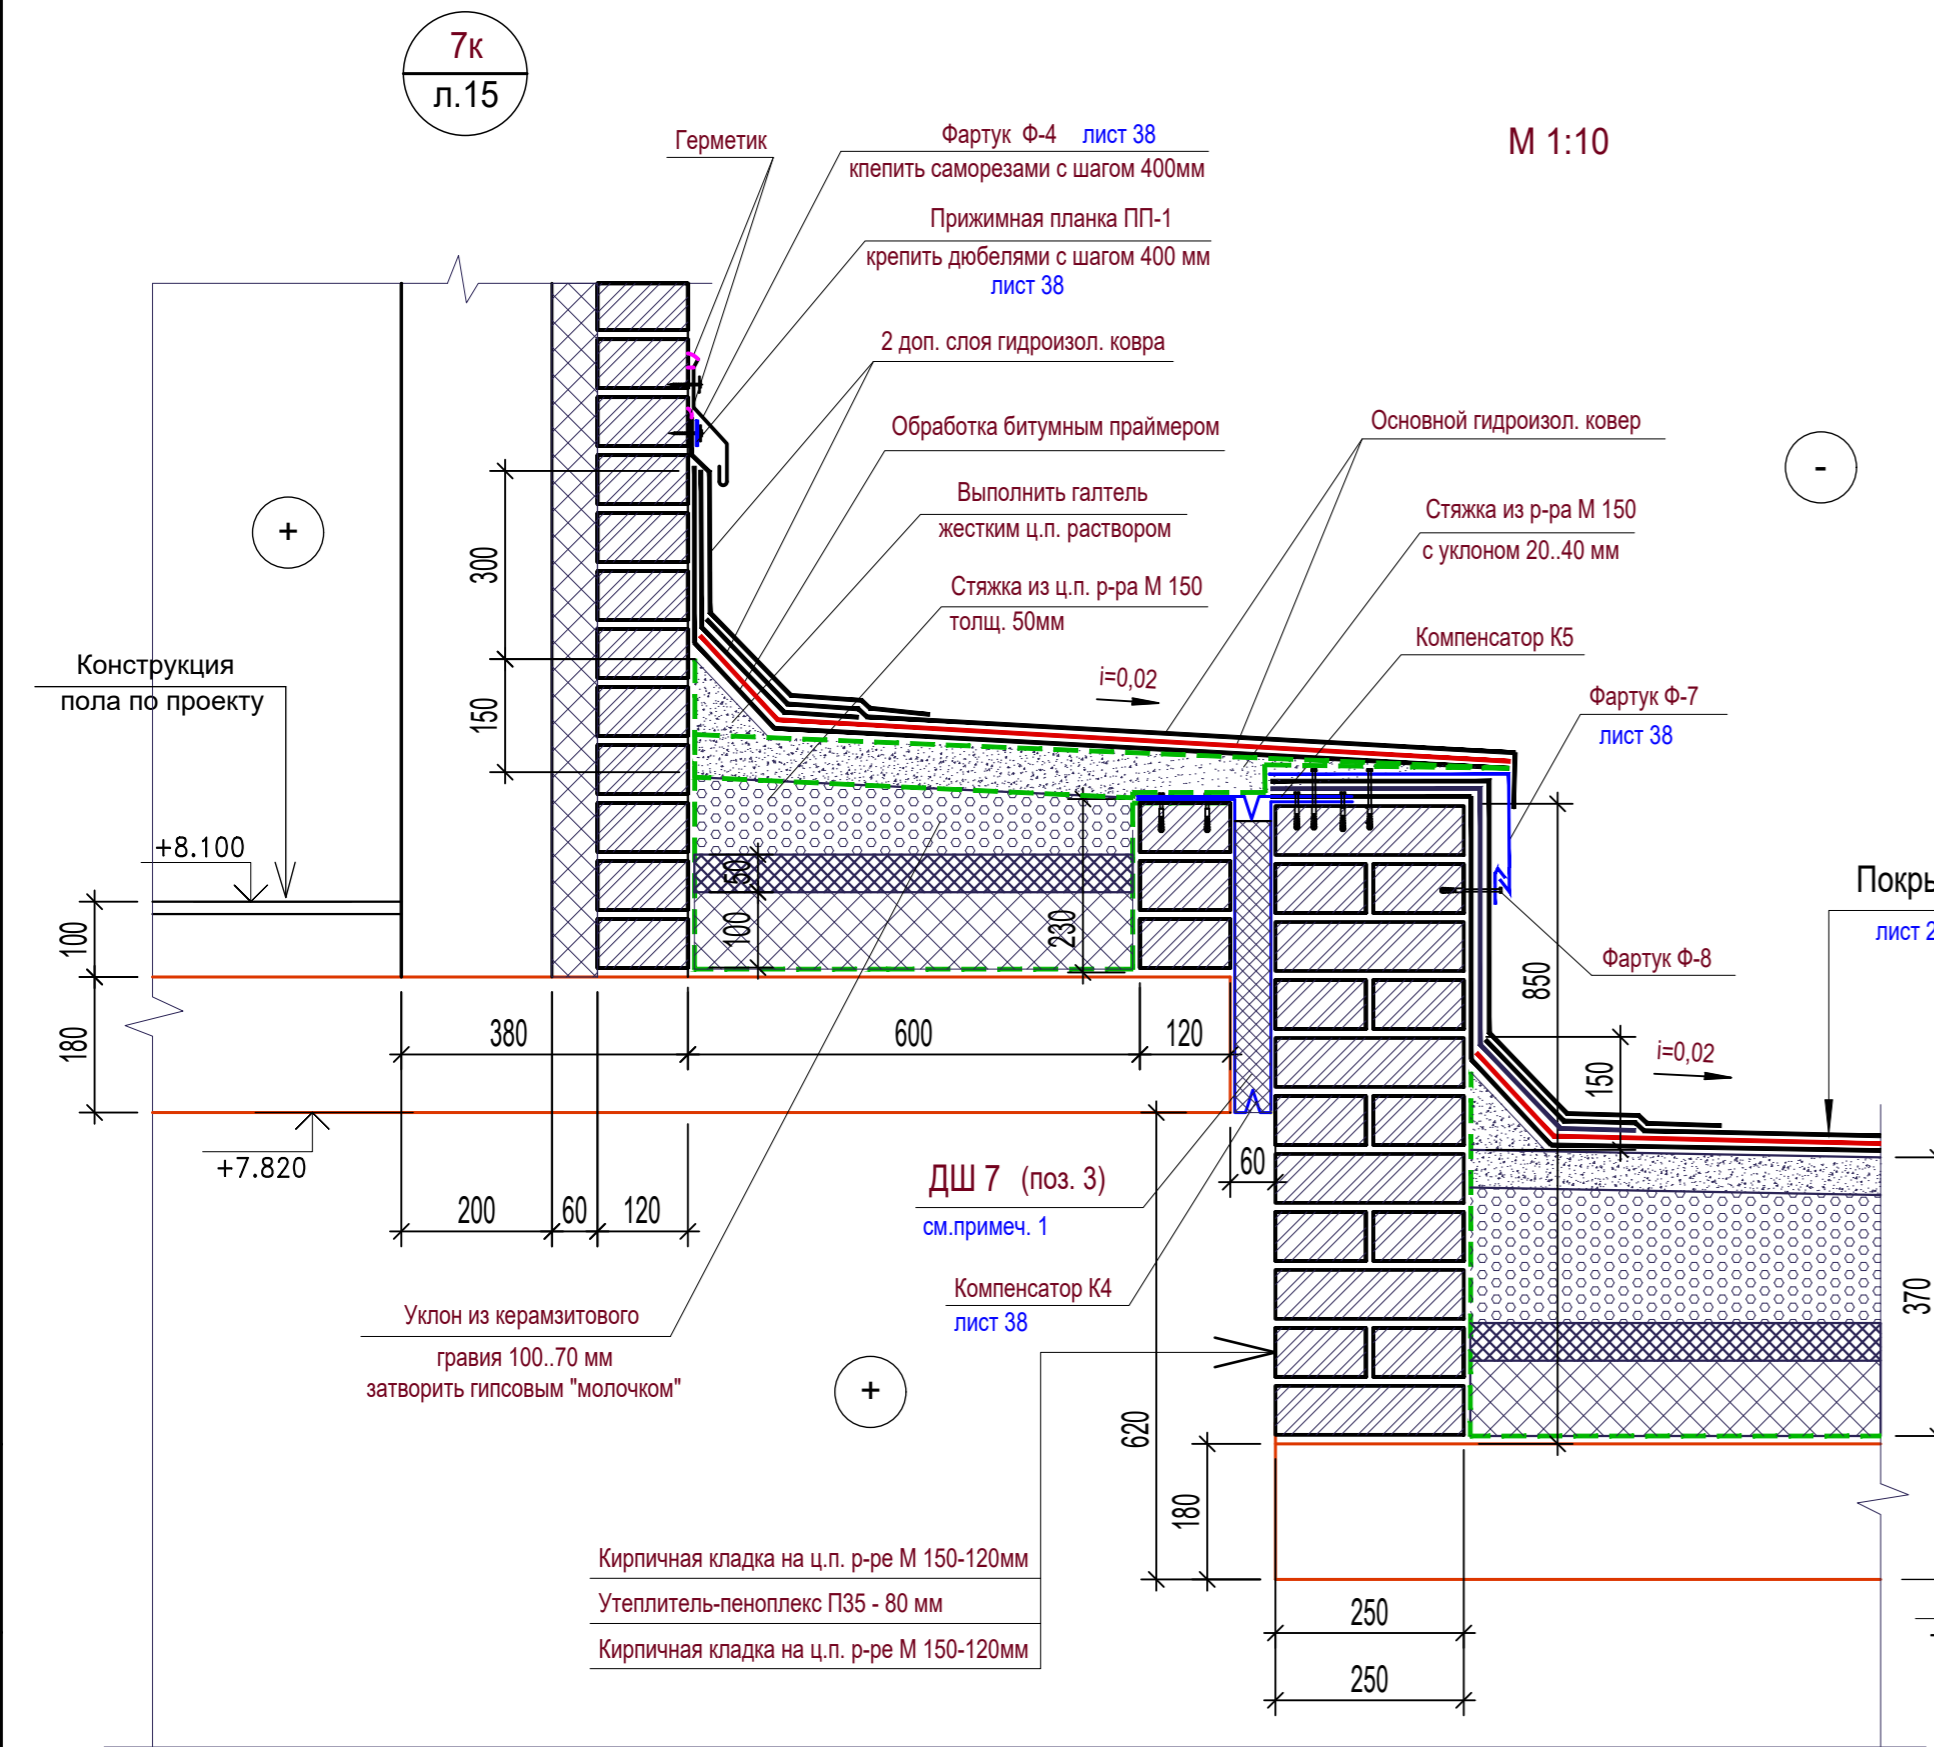 7к
л.15
М 1:10
Герметик
Фартук Ф-4 лист 38
кпепить саморезами с шагом 400мм
Прижимная планка ПП-1
крепить дюбелями с шагом 400 мм
лист 38
2 доп. слоя гидроизол. ковра
Обработка битумным праймером
Основной гидроизол. ковер
-
Выполнить галтель
жестким ц.п. раствором
Стяжка из р-ра М 150
с уклоном 20..40 мм
+
300
Стяжка из ц.п. р-ра М 150
толщ. 50мм
Компенсатор К5
Конструкция
пола по проекту
i=0,02
Фартук Ф-7
лист 38
150
+8.100
50
100
230
Покры
лист 2
100
Фартук Ф-8
850
180
380
600
120
i=0,02
150
+7.820
ДШ 7 (поз. 3)
см.примеч. 1
60
200
60
120
Компенсатор К4
лист 38
370
Уклон из керамзитового
гравия 100..70 мм
затворить гипсовым "молочком"
+
620
180
Кирпичная кладка на ц.п. р-ре М 150-120мм
Утеплитель-пеноплекс П35 - 80 мм
Кирпичная кладка на ц.п. р-ре М 150-120мм
250
250